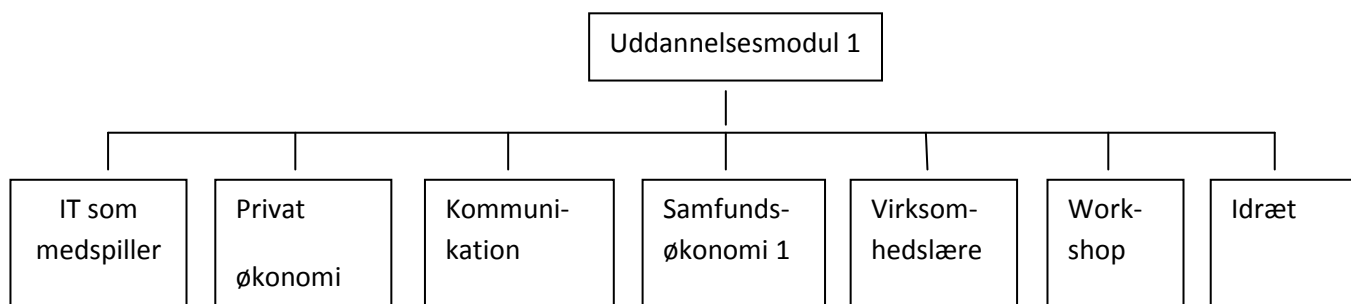 Uddannelsesmodul 1
IT som
medspiller
Privat
økonomi
Kommuni-
kation
Samfunds-
økonomi 1
Virksom-
hedslære
Work-
shop
Idræt